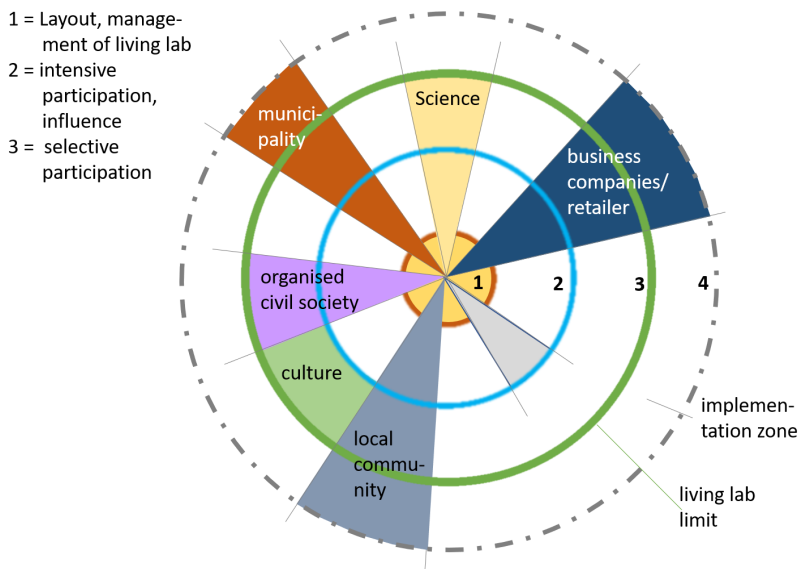 1 = Layout, manage-
ment of living lab
2 = intensive
participation,
influence
3 =  selective
participation
Science
munici-
pality
business
companies/
retailer
organised
civil society
1
2
3
4
culture
local
commu-
nity
implemen-
tation zone
living lab
limit